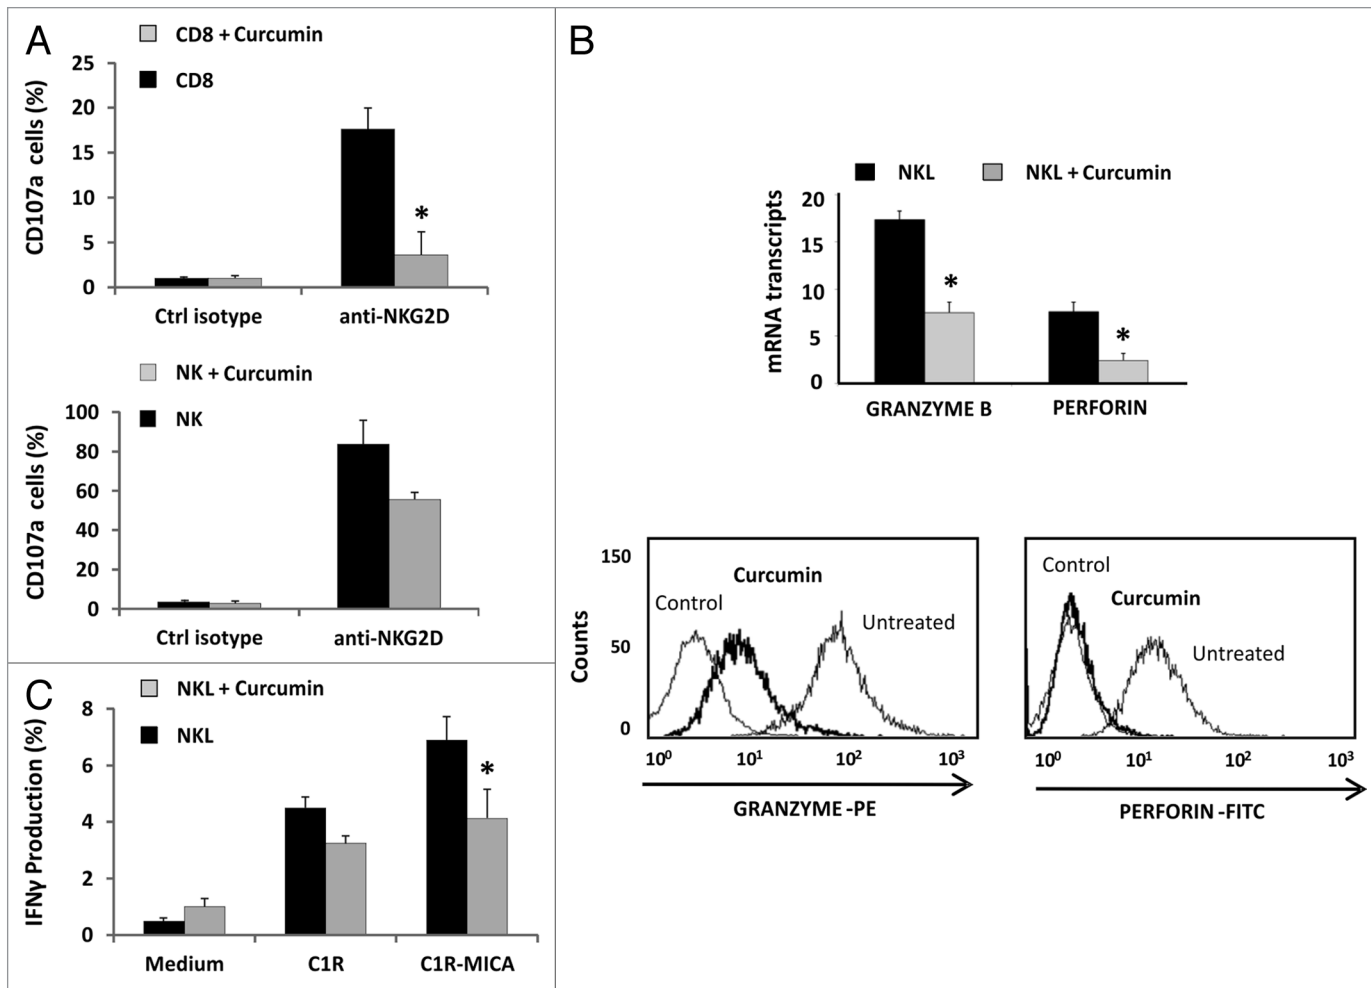 A
CD8 + Curcumin
CD8
CD107a cells (%)
25
20
15
10
5
0
Ctrl isotype
anti-NKG2D
*
NK + Curcumin
NK
CD107a cells (%)
100
80
60
40
20
0
Ctrl isotype
anti-NKG2D
B
NKL
NKL + Curcumin
mRNA transcripts
20
15
10
5
0
*
*
GRANZYME B
PERFORIN
Counts
150
50
0
Control
Curcumin
Untreated
10⁰
10¹
10²
10³
GRANZYME -PE
Control
Curcumin
Untreated
10⁰
10¹
10²
10³
PERFORIN -FITC
C
NKL + Curcumin
NKL
IFNγ Production (%)
8
6
4
2
0
*
Medium
C1R
C1R-MICA